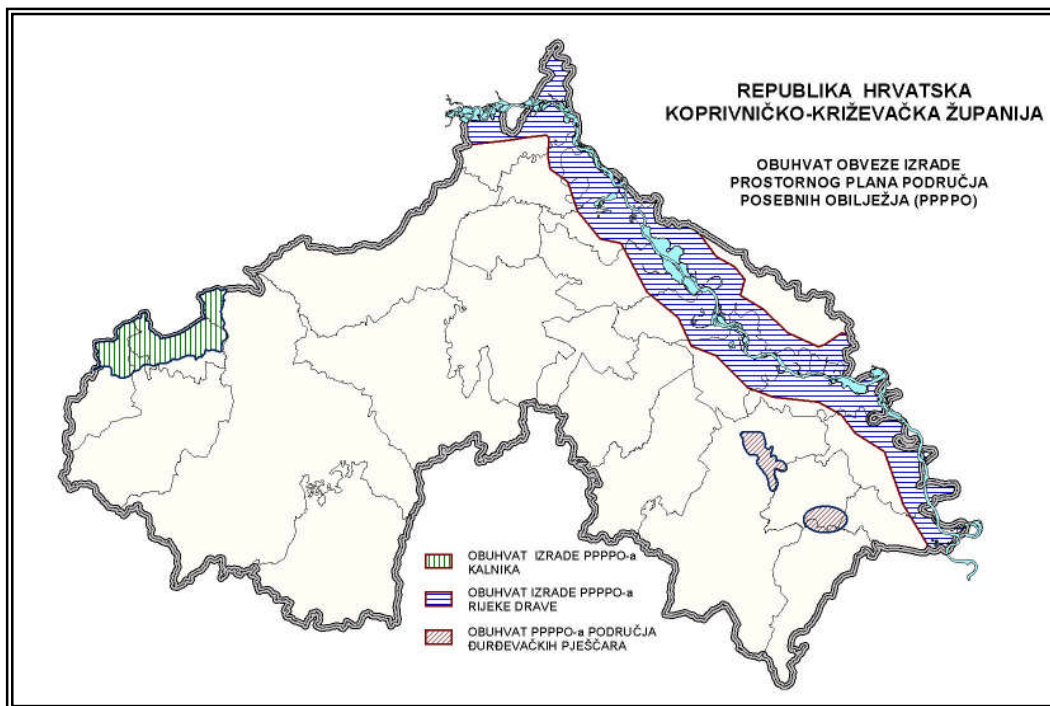 REPUBLIKA HRVATSKA
KOPRIVNIČKO-KRIŽEVAČKA ŽUPANIJA
OBUHVAT OBVEZE IZRADE
PROSTORNOG PLANA PODRUČJA
POSEBNIH OBILJEŽJA (PPPPO)
OBUHVAT IZRADE PPPPO-a
KALNIKA
OBUHVAT IZRADE PPPPO-a
RIJEKE DRAVE
OBUHVAT PPPPO-a PODRUČJA
ĐURĐEVAČKIH PJEŠČARA